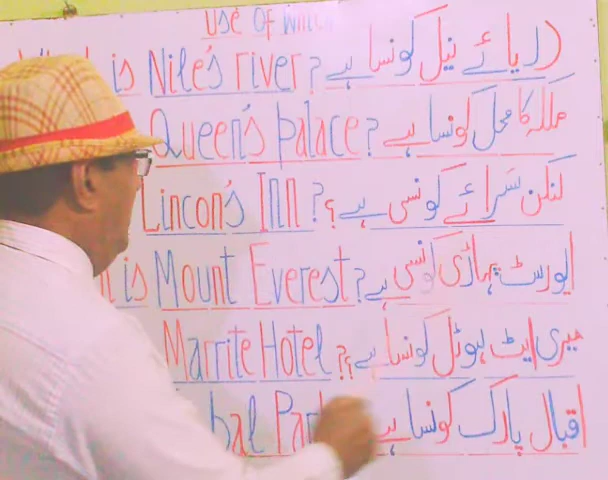 Use Of
is Nile's river? دریائے نیل کونسا ہے
Queen's palace? ملکہ کا محل کونسا ہے
Lincon's Inn? لنکن سَرائے کونسی ہے؟
is Mount Everest? ایورسٹ پہاڑی کونسی ہے
Marrite Hotel? میری ایٹ ہوٹل کونسا ہے؟
اقبال پارک کونسا ہے